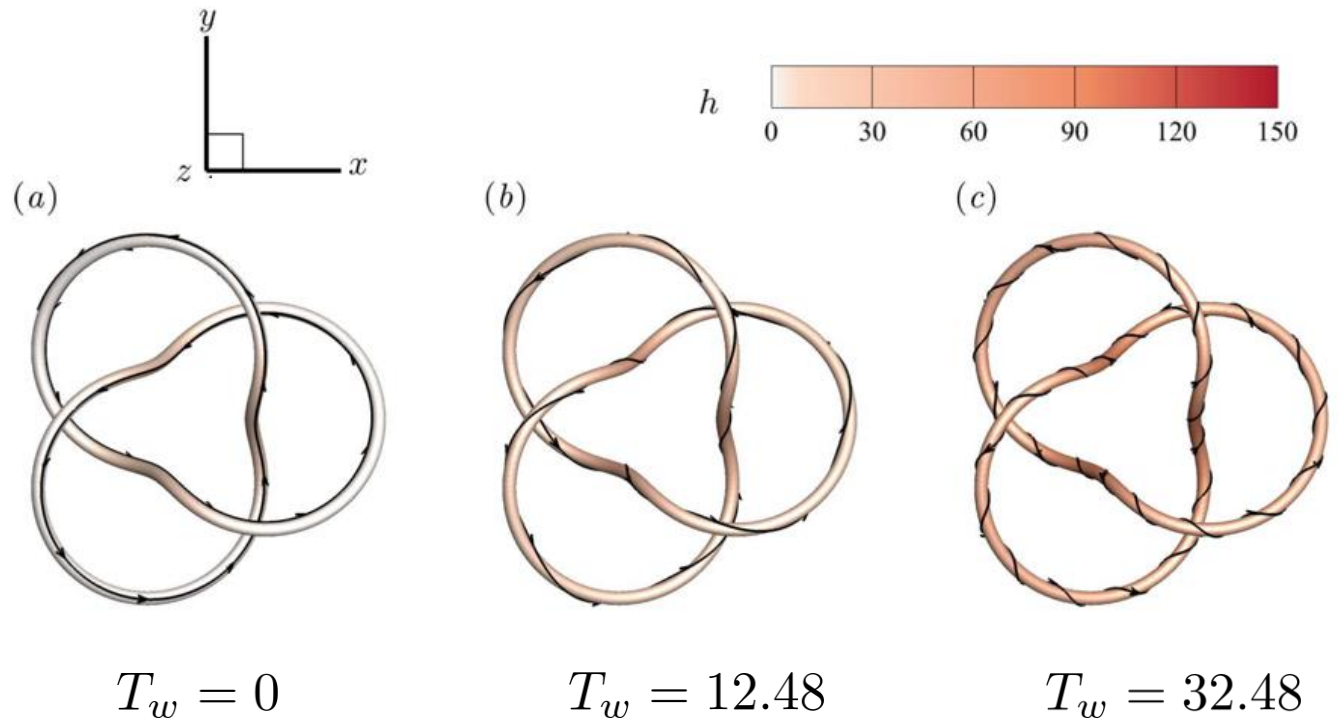 y
z x
h
0 30 60 90 120 150
(a) (b) (c)
T_w = 0 T_w = 12.48 T_w = 32.48